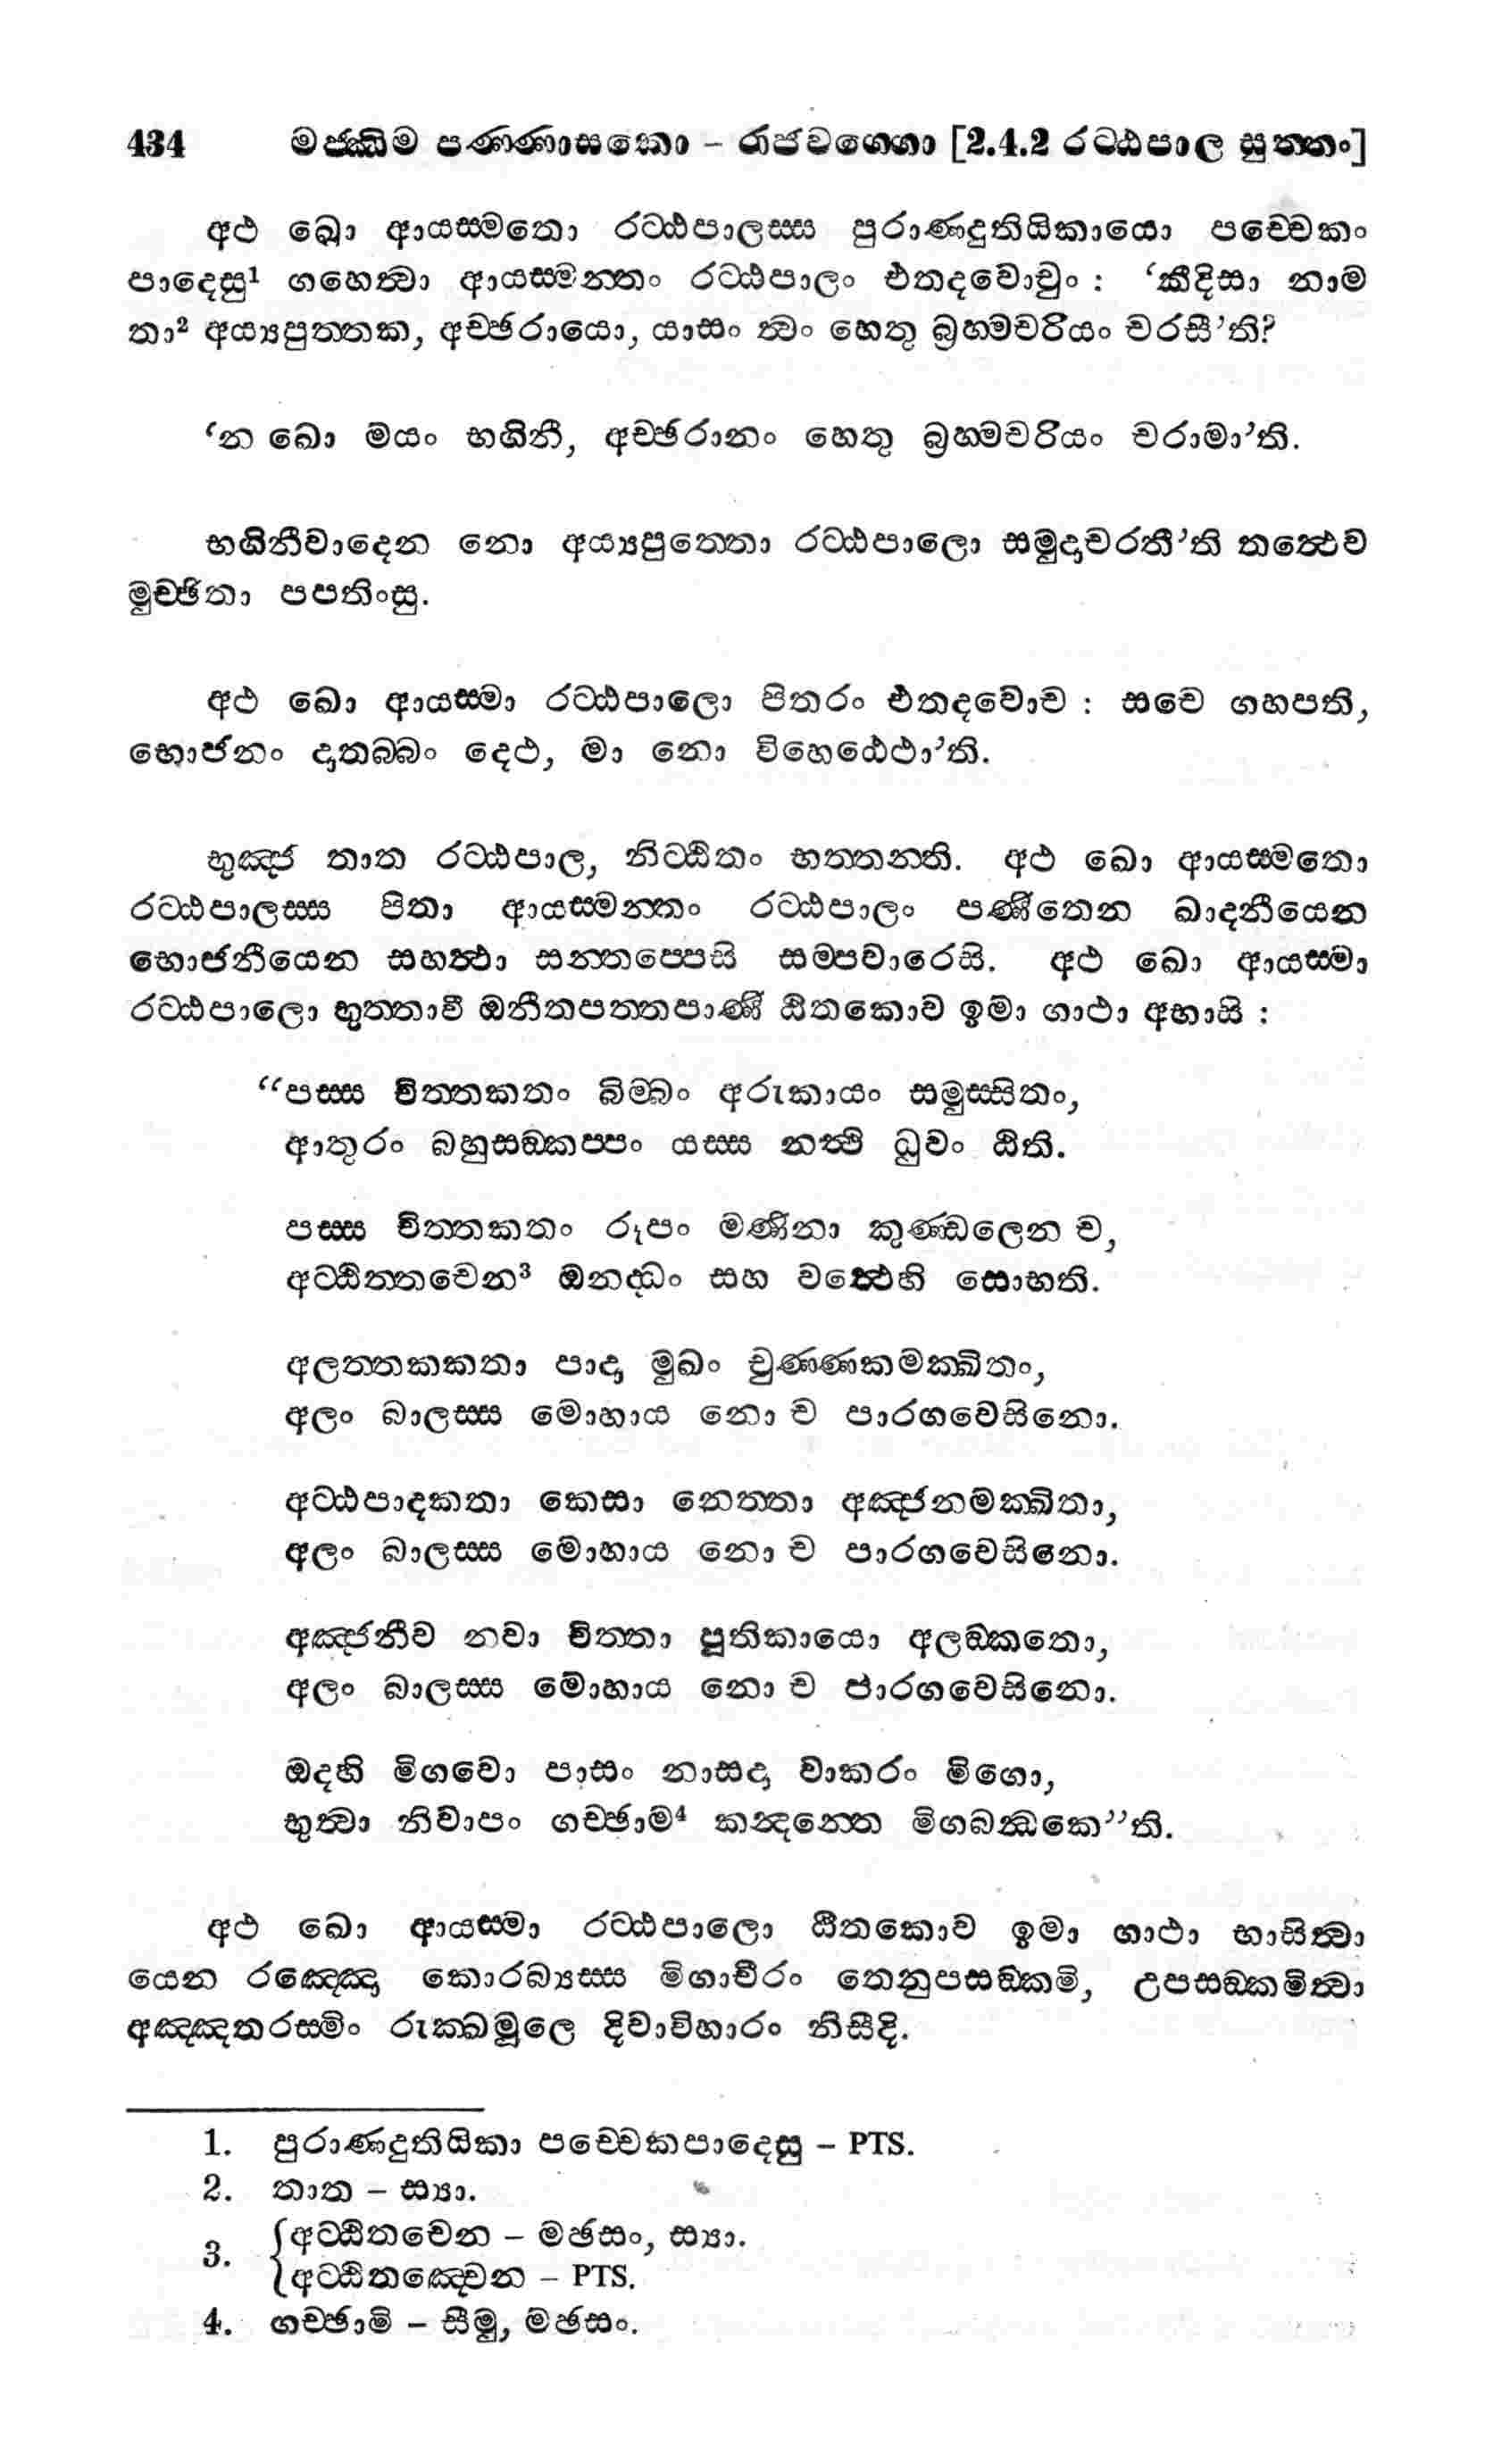 434 මජ්ඣිම පණ්ණාසකො – රාජවග්ගො [2.4.2 රට්ඨපාල සුත්තං]
අථ ඛො ආයස්මතො රට්ඨපාලස්ස පුරාණදුතියිකායො පච්චෙකං
පාදෙසු¹ ගහෙත්වා ආයස්මන්තං රට්ඨපාලං එතදවොචුං : ‘කීදිසා නාම
තා² අය්‍යපුත්තක, අච්ඡරායො, යාසං ත්වං හෙතු බ්‍රහ්මචරියං චරසී’ති?
‘න ඛො මයං භගිනී, අච්ඡරානං හෙතු බ්‍රහ්මචරියං චරාමා’ති.
භගිනීවාදෙන නො අය්‍යපුත්තො රට්ඨපාලො සමුදාචරතී’ති තත්ථෙව
මුච්ඡිතා පපතිංසු.
අථ ඛො ආයස්මා රට්ඨපාලො පිතරං එතදවොච : සචෙ ගහපති,
භොජනං දාතබ්බං දෙථ, මා නො විහෙඨෙථා’ති.
භුඤ්ජ තාත රට්ඨපාල, නිට්ඨිතං භත්තන්ති. අථ ඛො ආයස්මතො
රට්ඨපාලස්ස පිතා ආයස්මන්තං රට්ඨපාලං පණීතෙන ඛාදනීයෙන
භොජනීයෙන සහත්ථා සන්තප්පෙසි සම්පවාරෙසි. අථ ඛො ආයස්මා
රට්ඨපාලො භුත්තාවී ඔනීතපත්තපාණී ඨිතකොව ඉමා ගාථා අභාසි :
“පස්ස චිත්තකතං බිම්බං අරුකායං සමුස්සිතං,
ආතුරං බහුසඞ්කප්පං යස්ස නත්ථි ධුවං ඨිති.
පස්ස චිත්තකතං රූපං මණිනා කුණ්ඩලෙන ච,
අට්ඨිත්තචෙන³ ඔනද්ධං සහ වත්ථෙහි සොභති.
අලත්තකකතා පාදා මුඛං චුණ්ණකමක්ඛිතං,
අලං බාලස්ස මොහාය නො ච පාරගවෙසිනො.
අට්ඨපාදකතා කෙසා නෙත්තා අඤ්ජනමක්ඛිතා,
අලං බාලස්ස මොහාය නො ච පාරගවෙසිනො.
අඤ්ජනීව නවා චිත්තා පූතිකායො අලඞ්කතො,
අලං බාලස්ස මොහාය නො ච පාරගවෙසිනො.
ඔදහි මිගවො පාසං නාසදා වාකරං මිගො,
භුත්වා නිවාපං ගච්ඡාම⁴ කන්දන්තෙ මිගබන්ධකෙ”ති.
අථ ඛො ආයස්මා රට්ඨපාලො ඨිතකොව ඉමා ගාථා භාසිත්වා
යෙන රඤ්ඤො කොරබ්‍යස්ස මිගාචීරං තෙනුපසඞ්කමි, උපසඞ්කමිත්වා
අඤ්ඤතරස්මිං රුක්ඛමූලෙ දිවාවිහාරං නිසීදි.
1. පුරාණදුතියිකා පච්චෙකපාදෙසු – PTS.
2. තාත – ස්‍යා.
3. {අට්ඨිතචෙන – මඡසං, ස්‍යා.
{අට්ඨිතඤ්චෙන – PTS.
4. ගච්ඡාමි – සීමු, මඡසං.